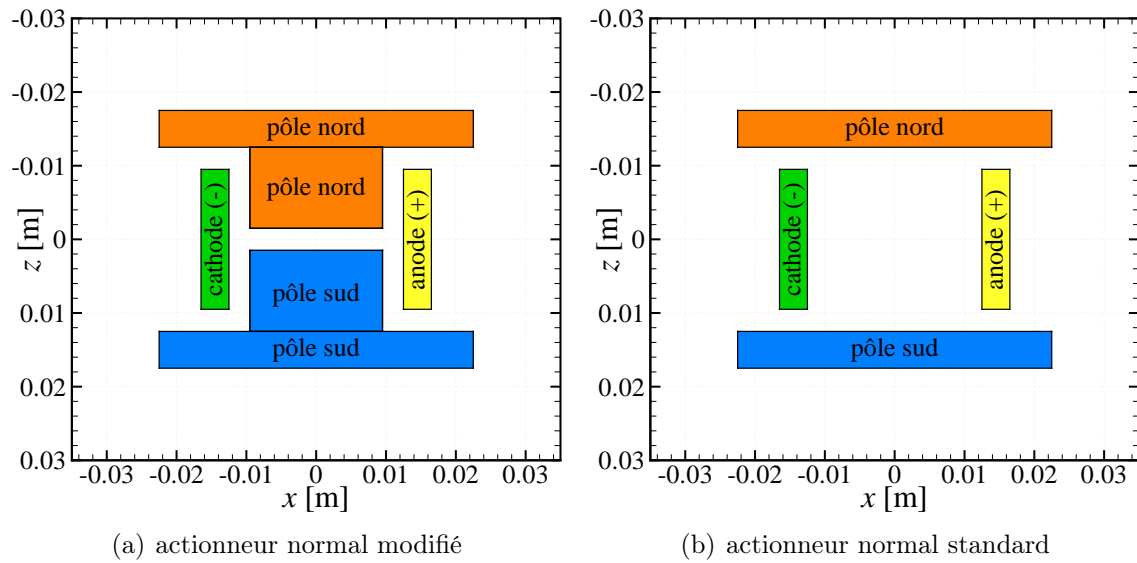 -0.03
-0.02
-0.01
0
0.01
0.02
0.03
z [m]
-0.03 -0.02 -0.01 0 0.01 0.02 0.03
x [m]
pôle nord
pôle nord
cathode (-)
anode (+)
pôle sud
pôle sud
(a) actionneur normal modifié
-0.03
-0.02
-0.01
0
0.01
0.02
0.03
z [m]
-0.03 -0.02 -0.01 0 0.01 0.02 0.03
x [m]
pôle nord
cathode (-)
anode (+)
pôle sud
(b) actionneur normal standard